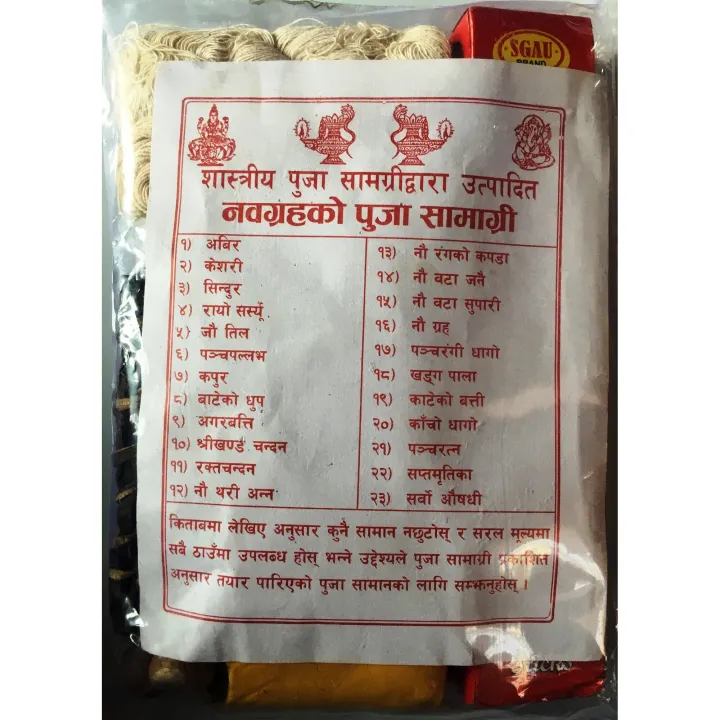 SGAU
BRAND
शास्त्रीय पुजा सामग्रीद्वारा उत्पादित
नवग्रहको पुजा सामाग्री
१) अबिर
२) केशरी
३) सिन्दुर
४) रायो सर्स्यूं
५) जौ तिल
६) पञ्चपल्लभ
७) कपुर
८) बाटेको धुप
९) अगरबत्ति
१०) श्रीखण्ड चन्दन
११) रक्तचन्दन
१२) नौ थरी अन्न
१३) नौ रंगको कपडा
१४) नौ वटा जनै
१५) नौ वटा सुपारी
१६) नौ ग्रह
१७) पञ्चरंगी धागो
१८) खड्ग पाला
१९) काटेको बत्ती
२०) काँचो धागो
२१) पञ्चरत्न
२२) सप्तमृतिका
२३) सर्वो औषधी
किताबमा लेखिए अनुसार कुनै सामान नछुटोस् र सरल मूल्यमा
सबै ठाउँमा उपलब्ध होस् भन्ने उद्देश्यले पुजा सामाग्री प्रकाशित
अनुसार तयार पारिएको पुजा सामानको लागि सम्झनुहोस् ।